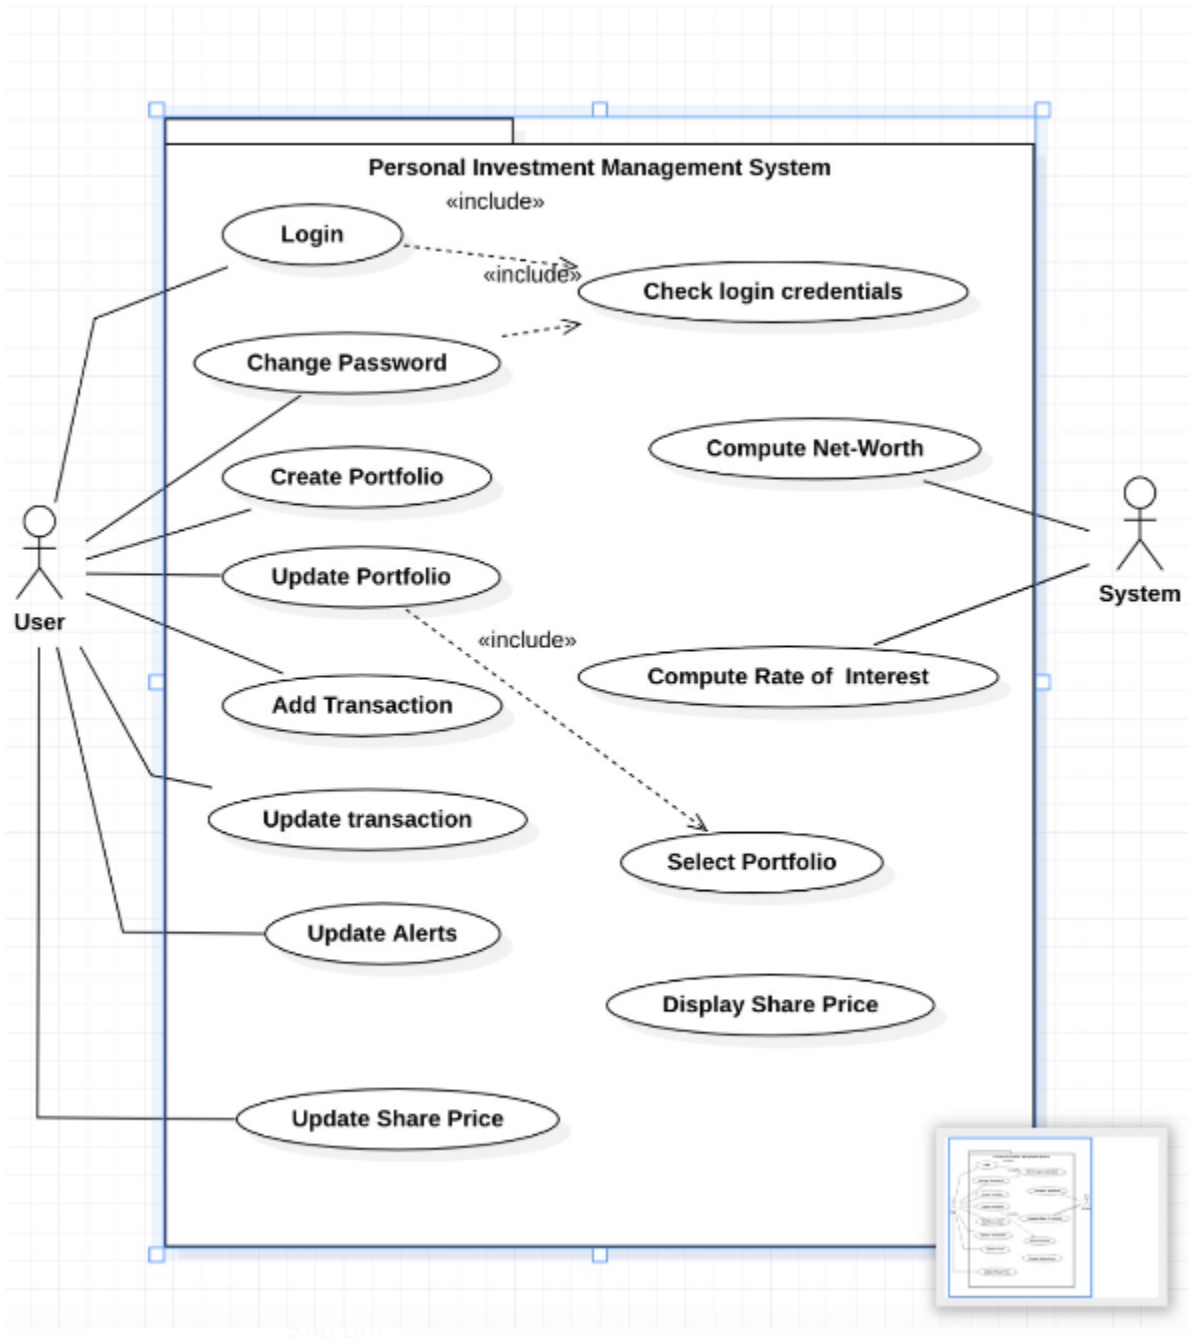 Personal Investment Management System
«include»
Login
«include»
Check login credentials
Change Password
Compute Net-Worth
Create Portfolio
Update Portfolio
System
User
«include»
Compute Rate of  Interest
Add Transaction
Update transaction
Select Portfolio
Update Alerts
Display Share Price
Update Share Price